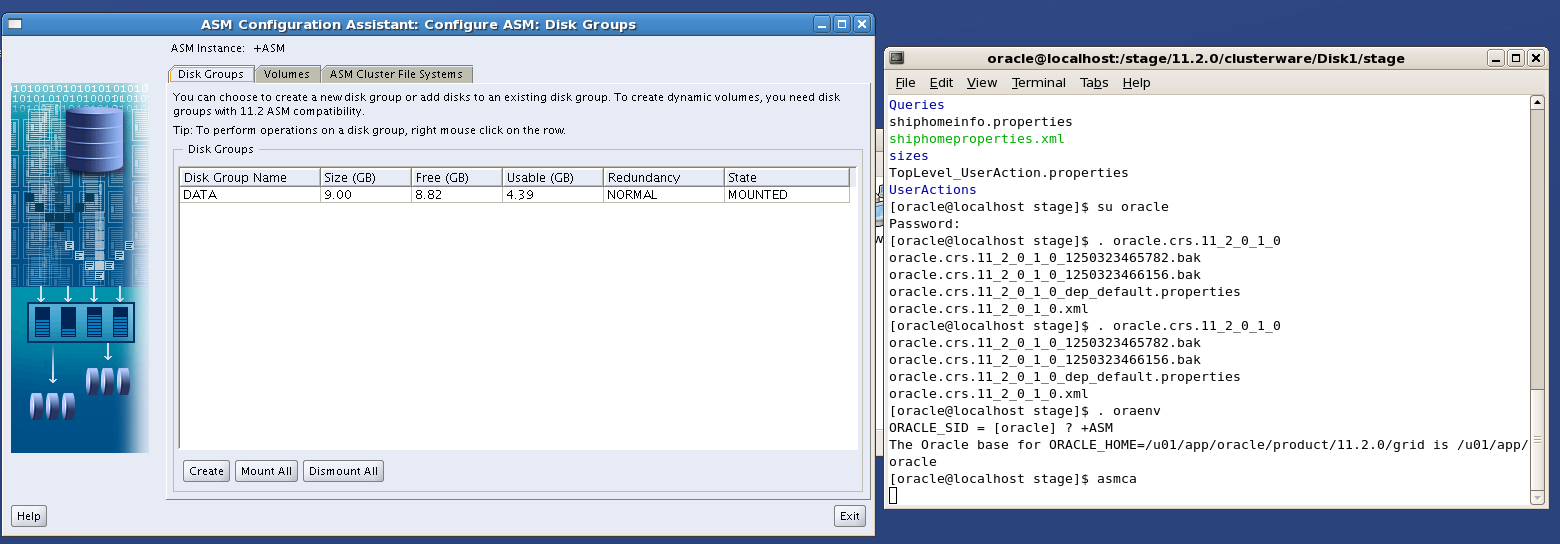 ASM Configuration Assistant: Configure ASM: Disk Groups
ASM Instance: +ASM
Disk Groups Volumes ASM Cluster File Systems
You can choose to create a new disk group or add disks to an existing disk group. To create dynamic volumes, you need disk
groups with 11.2 ASM compatibility.
Tip: To perform operations on a disk group, right mouse click on the row.
Disk Groups
Disk Group Name Size (GB) Free (GB) Usable (GB) Redundancy State
DATA 9.00 8.82 4.39 NORMAL MOUNTED
Create Mount All Dismount All
Help Exit
oracle@localhost:/stage/11.2.0/clusterware/Disk1/stage
File Edit View Terminal Tabs Help
Queries
shiphomeinfo.properties
shiphomeproperties.xml
sizes
TopLevel_UserAction.properties
UserActions
[oracle@localhost stage]$ su oracle
Password:
[oracle@localhost stage]$ . oracle.crs.11_2_0_1_0
oracle.crs.11_2_0_1_0_1250323465782.bak
oracle.crs.11_2_0_1_0_1250323466156.bak
oracle.crs.11_2_0_1_0_dep_default.properties
oracle.crs.11_2_0_1_0.xml
[oracle@localhost stage]$ . oracle.crs.11_2_0_1_0
oracle.crs.11_2_0_1_0_1250323465782.bak
oracle.crs.11_2_0_1_0_1250323466156.bak
oracle.crs.11_2_0_1_0_dep_default.properties
oracle.crs.11_2_0_1_0.xml
[oracle@localhost stage]$ . oraenv
ORACLE_SID = [oracle] ? +ASM
The Oracle base for ORACLE_HOME=/u01/app/oracle/product/11.2.0/grid is /u01/app/
oracle
[oracle@localhost stage]$ asmca